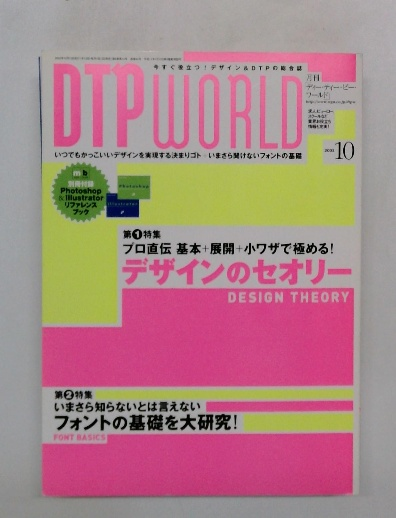 今すぐ役立つ!デザイン&DTPの総合誌
DTPWORLD
月刊
ディー・ティー・ピー・
ワールド
いつでもかっこいいデザインを実現する決まりゴト・いまさら聞けないフォントの基礎
10
別冊付録
Photoshop
& Illustrator
リファレンス
ブック
Photoshop
Illustrator
第1特集
プロ直伝 基本+展開+小ワザで極める!
デザインのセオリー
DESIGN THEORY
第2特集
いまさら知らないとは言えない
フォントの基礎を大研究!
FONT BASICS